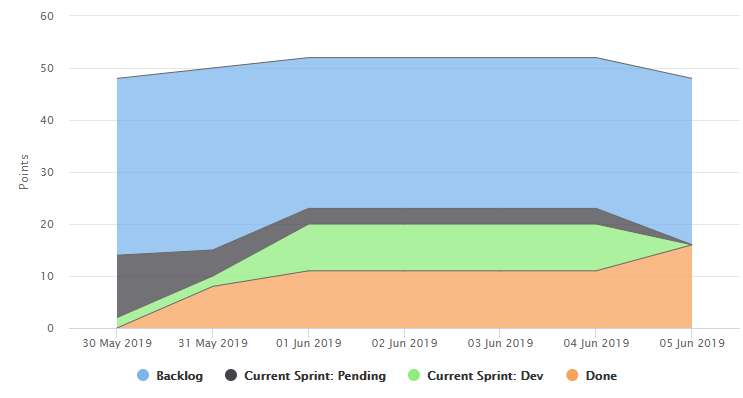 60
50
40
30
20
10
0
Points
30 May 2019 31 May 2019 01 Jun 2019 02 Jun 2019 03 Jun 2019 04 Jun 2019 05 Jun 2019
Backlog Current Sprint: Pending Current Sprint: Dev Done